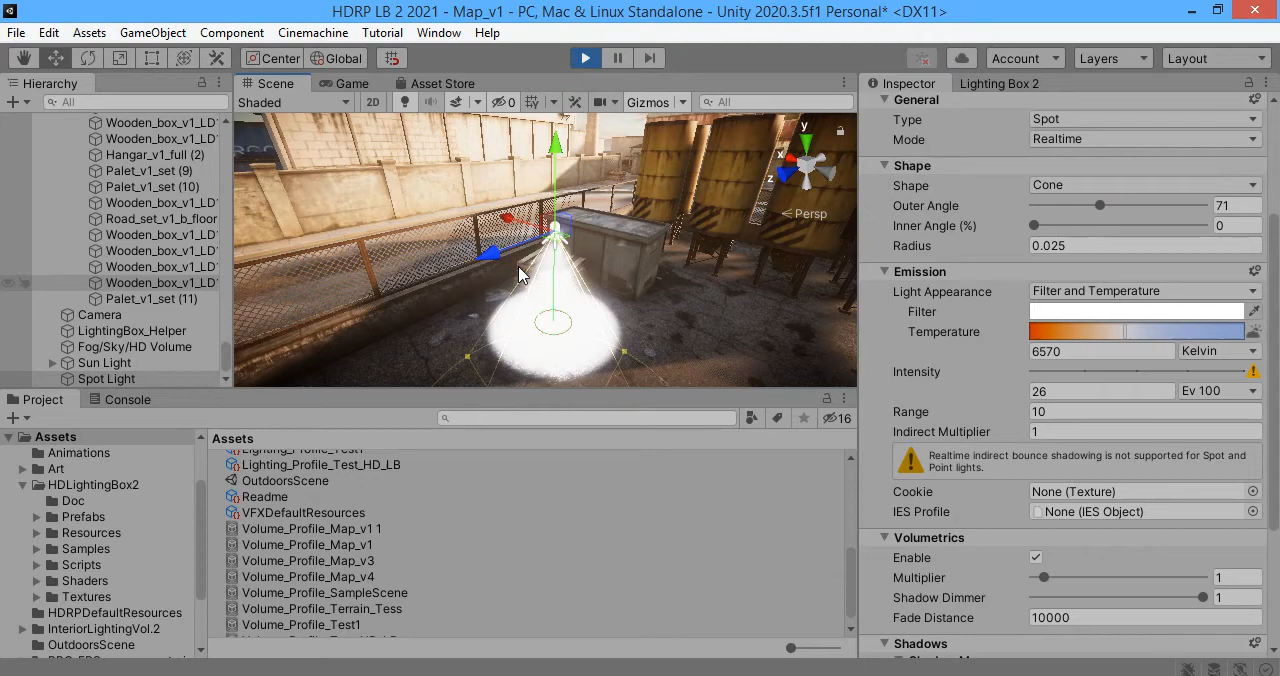 HDRP LB 2 2021 - Map_v1 - PC, Mac & Linux Standalone - Unity 2020.3.5f1 Personal* <DX11>
File Edit Assets GameObject Component Cinemachine Tutorial Window Help
Center Global Account Layers Layout
Hierarchy Scene Game Asset Store Inspector Lighting Box 2
All Shaded 2D 0 Gizmos All General
Wooden_box_v1_LD1
Type Spot
Wooden_box_v1_LD1
Mode Realtime
Hangar_v1_full (2)
Palet_v1_set (9)
Shape
Palet_v1_set (10)
Shape Cone
Wooden_box_v1_LD1
Outer Angle 71
Road_set_v1_b_floor
Inner Angle (%) 0
Wooden_box_v1_LD1
Radius 0.025
Wooden_box_v1_LD1
Emission
Wooden_box_v1_LD1
Light Appearance Filter and Temperature
Wooden_box_v1_LD1
Filter
Palet_v1_set (11)
Temperature
Camera
6570 Kelvin
LightingBox_Helper
Intensity
Fog/Sky/HD Volume
26 Ev 100
Sun Light
Range 10
Spot Light
Indirect Multiplier 1
y
x
z
Persp
Realtime indirect bounce shadowing is not supported for Spot and
Point lights.
Cookie None (Texture)
IES Profile None (IES Object)
Volumetrics
Enable
Multiplier 1
Shadow Dimmer 1
Fade Distance 10000
Shadows
Project Console
16
Assets
Animations
Art
HDLightingBox2
Doc
Prefabs
Resources
Samples
Scripts
Shaders
Textures
HDRPDefaultResources
InteriorLightingVol.2
OutdoorsScene
Assets
Lighting_Profile_Test1
Lighting_Profile_Test_HD_LB
OutdoorsScene
Readme
VFXDefaultResources
Volume_Profile_Map_v1 1
Volume_Profile_Map_v1
Volume_Profile_Map_v3
Volume_Profile_Map_v4
Volume_Profile_SampleScene
Volume_Profile_Terrain_Tess
Volume_Profile_Test1